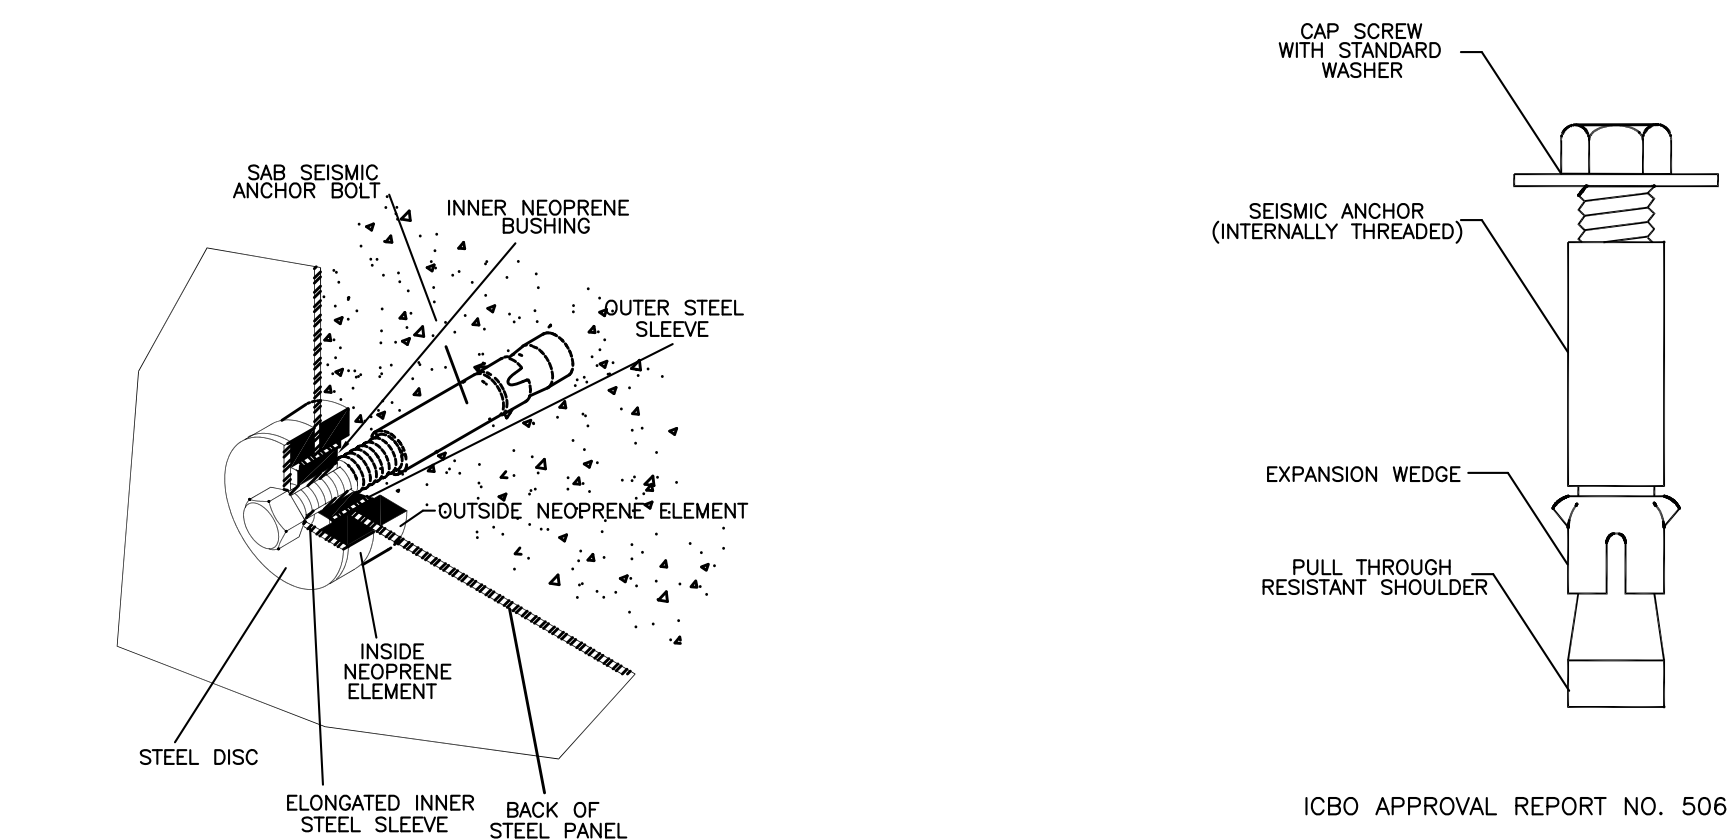 SAB SEISMIC
ANCHOR BOLT
INNER NEOPRENE
BUSHING
OUTER STEEL
SLEEVE
OUTSIDE NEOPRENE ELEMENT
INSIDE
NEOPRENE
ELEMENT
STEEL DISC
ELONGATED INNER
STEEL SLEEVE
BACK OF
STEEL PANEL
CAP SCREW
WITH STANDARD
WASHER
SEISMIC ANCHOR
(INTERNALLY THREADED)
EXPANSION WEDGE
PULL THROUGH
RESISTANT SHOULDER
ICBO APPROVAL REPORT NO. 506